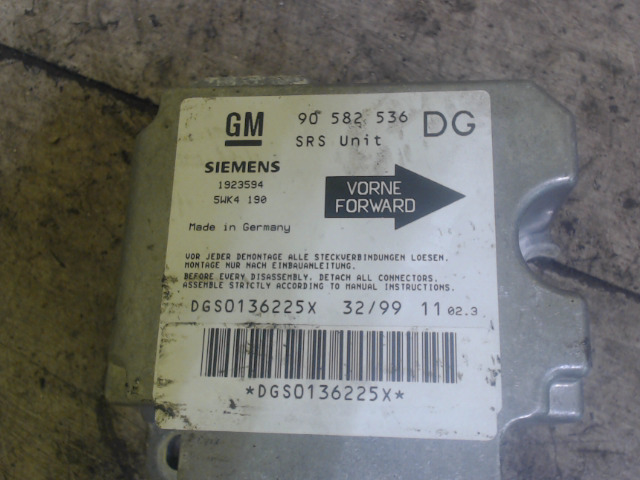 GM 90 582 536 DG
SRS Unit
SIEMENS
1923594
5WK4 190
VORNE
FORWARD
Made in Germany
VOR JEDER DEMONTAGE ALLE STECKVERBINDUNGEN LOESEN.
MONTAGE NUR NACH EINBAUANLEITUNG.
BEFORE EVERY DISASSEMBLY, DETACH ALL CONNECTORS.
ASSEMBLE STRICTLY ACCORDING TO MANUAL INSTRUCTIONS.
DGS0136225X 32/99 11 02.3
*DGS0136225X*